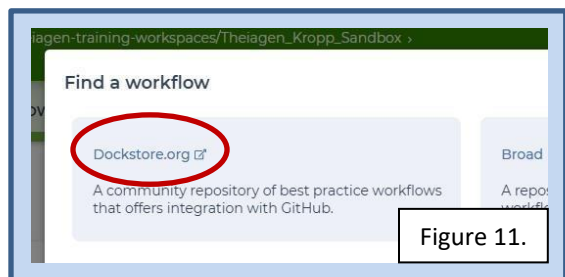 iagen-training-workspaces/Theiagen_Kropp_Sandbox ›
Find a workflow
Dockstore.org
Broad
A community repository of best practice workflows
that offers integration with GitHub.
A repos
Figure 11.